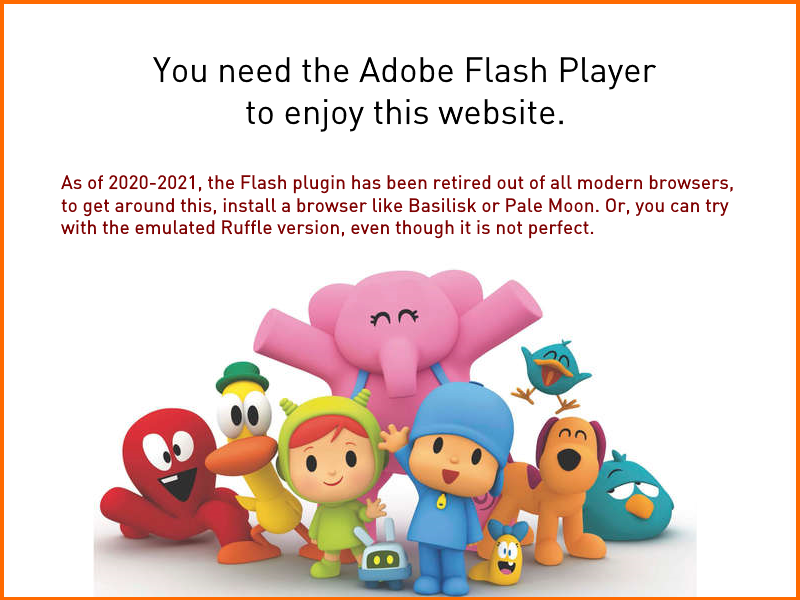 You need the Adobe Flash Player
to enjoy this website.
As of 2020-2021, the Flash plugin has been retired out of all modern browsers,
to get around this, install a browser like Basilisk or Pale Moon. Or, you can try
with the emulated Ruffle version, even though it is not perfect.